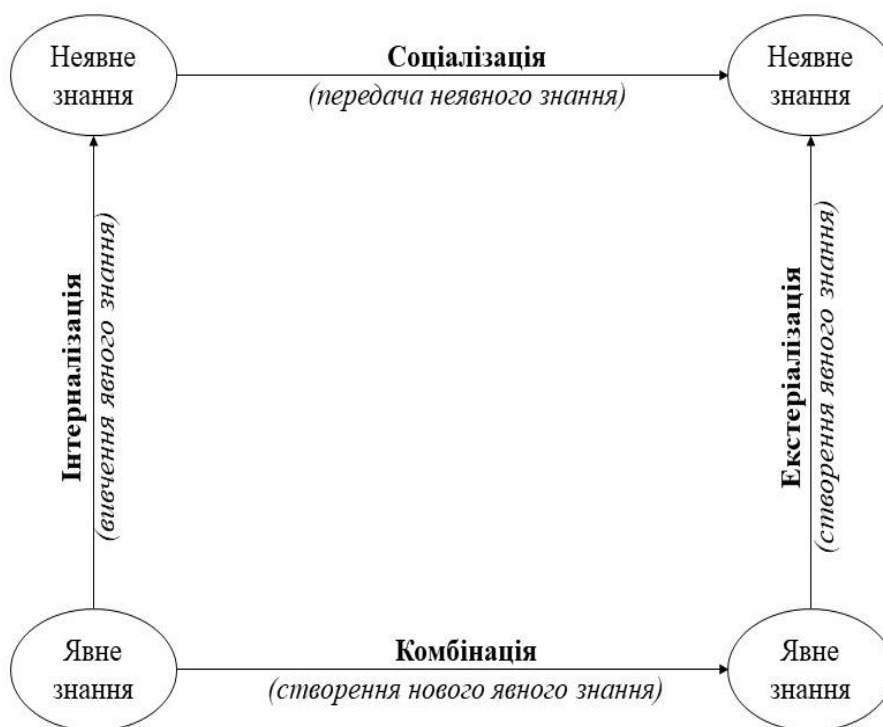 Неявне
знання
Соціалізація
(передача неявного знання)
Неявне
знання
Інтерналізація
(вивчення явного знання)
Екстеріалізація
(створення явного знання)
Явне
знання
Комбінація
(створення нового явного знання)
Явне
знання